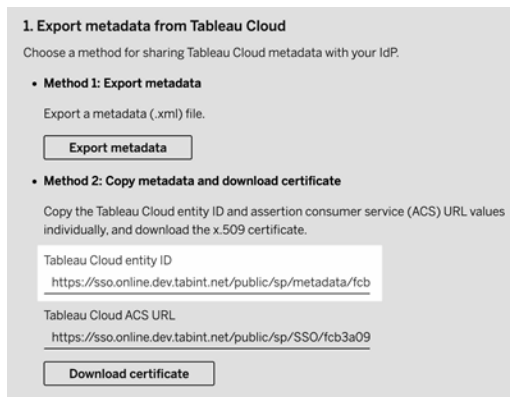 1. Export metadata from Tableau Cloud
Choose a method for sharing Tableau Cloud metadata with your IdP.
• Method 1: Export metadata
Export a metadata (.xml) file.
Export metadata
• Method 2: Copy metadata and download certificate
Copy the Tableau Cloud entity ID and assertion consumer service (ACS) URL values
individually, and download the x.509 certificate.
Tableau Cloud entity ID
https://sso.online.dev.tabint.net/public/sp/metadata/fcb
Tableau Cloud ACS URL
https://sso.online.dev.tabint.net/public/sp/SSO/fcb3a09
Download certificate